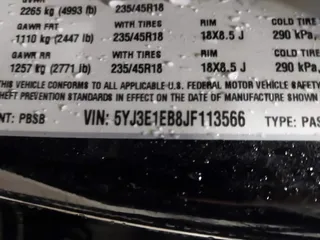 2265 kg (4993 lb) 235/45R18
GAWR FRT WITH TIRES RIM COLD TIRE
1110 kg (2447 lb) 235/45R18 18X8.5 J 290 kPa,
GAWR RR WITH TIRES RIM COLD TIRE
1257 kg (2771 lb) 235/45R18 18X8.5 J 290 kPa,
THIS VEHICLE CONFORMS TO ALL APPLICABLE U.S. FEDERAL MOTOR VEHICLE SAFETY
THEFT PREVENTION STANDARDS IN EFFECT ON THE DATE OF MANUFACTURE SHOWN
NT: PBSB VIN: 5YJ3E1EB8JF113566 TYPE: PAS